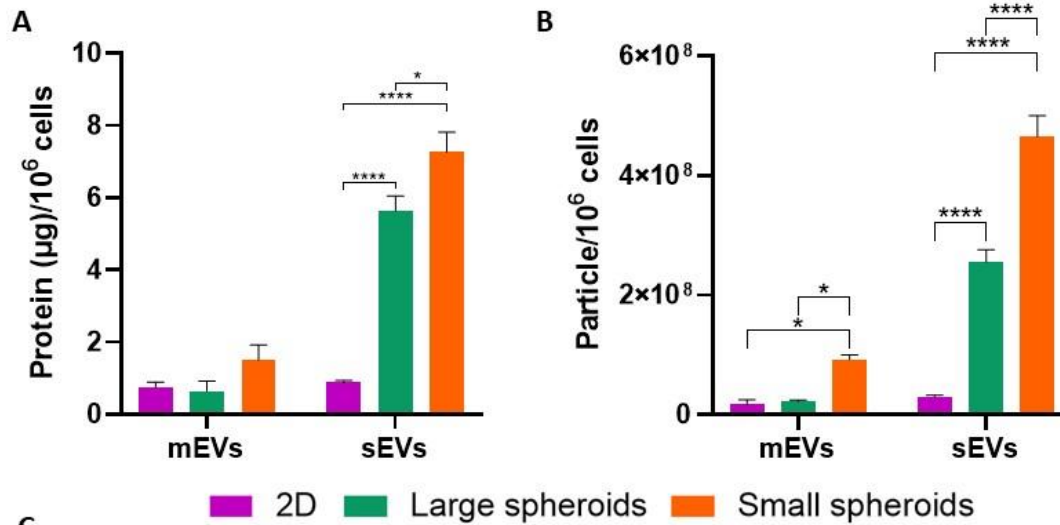 A
B
Protein (µg)/10⁶ cells
10
8
6
4
2
0
*
****
****
mEVs
sEVs
Particle/10⁶ cells
6×10⁸
4×10⁸
2×10⁸
0
****
****
****
*
*
mEVs
sEVs
2D
Large spheroids
Small spheroids